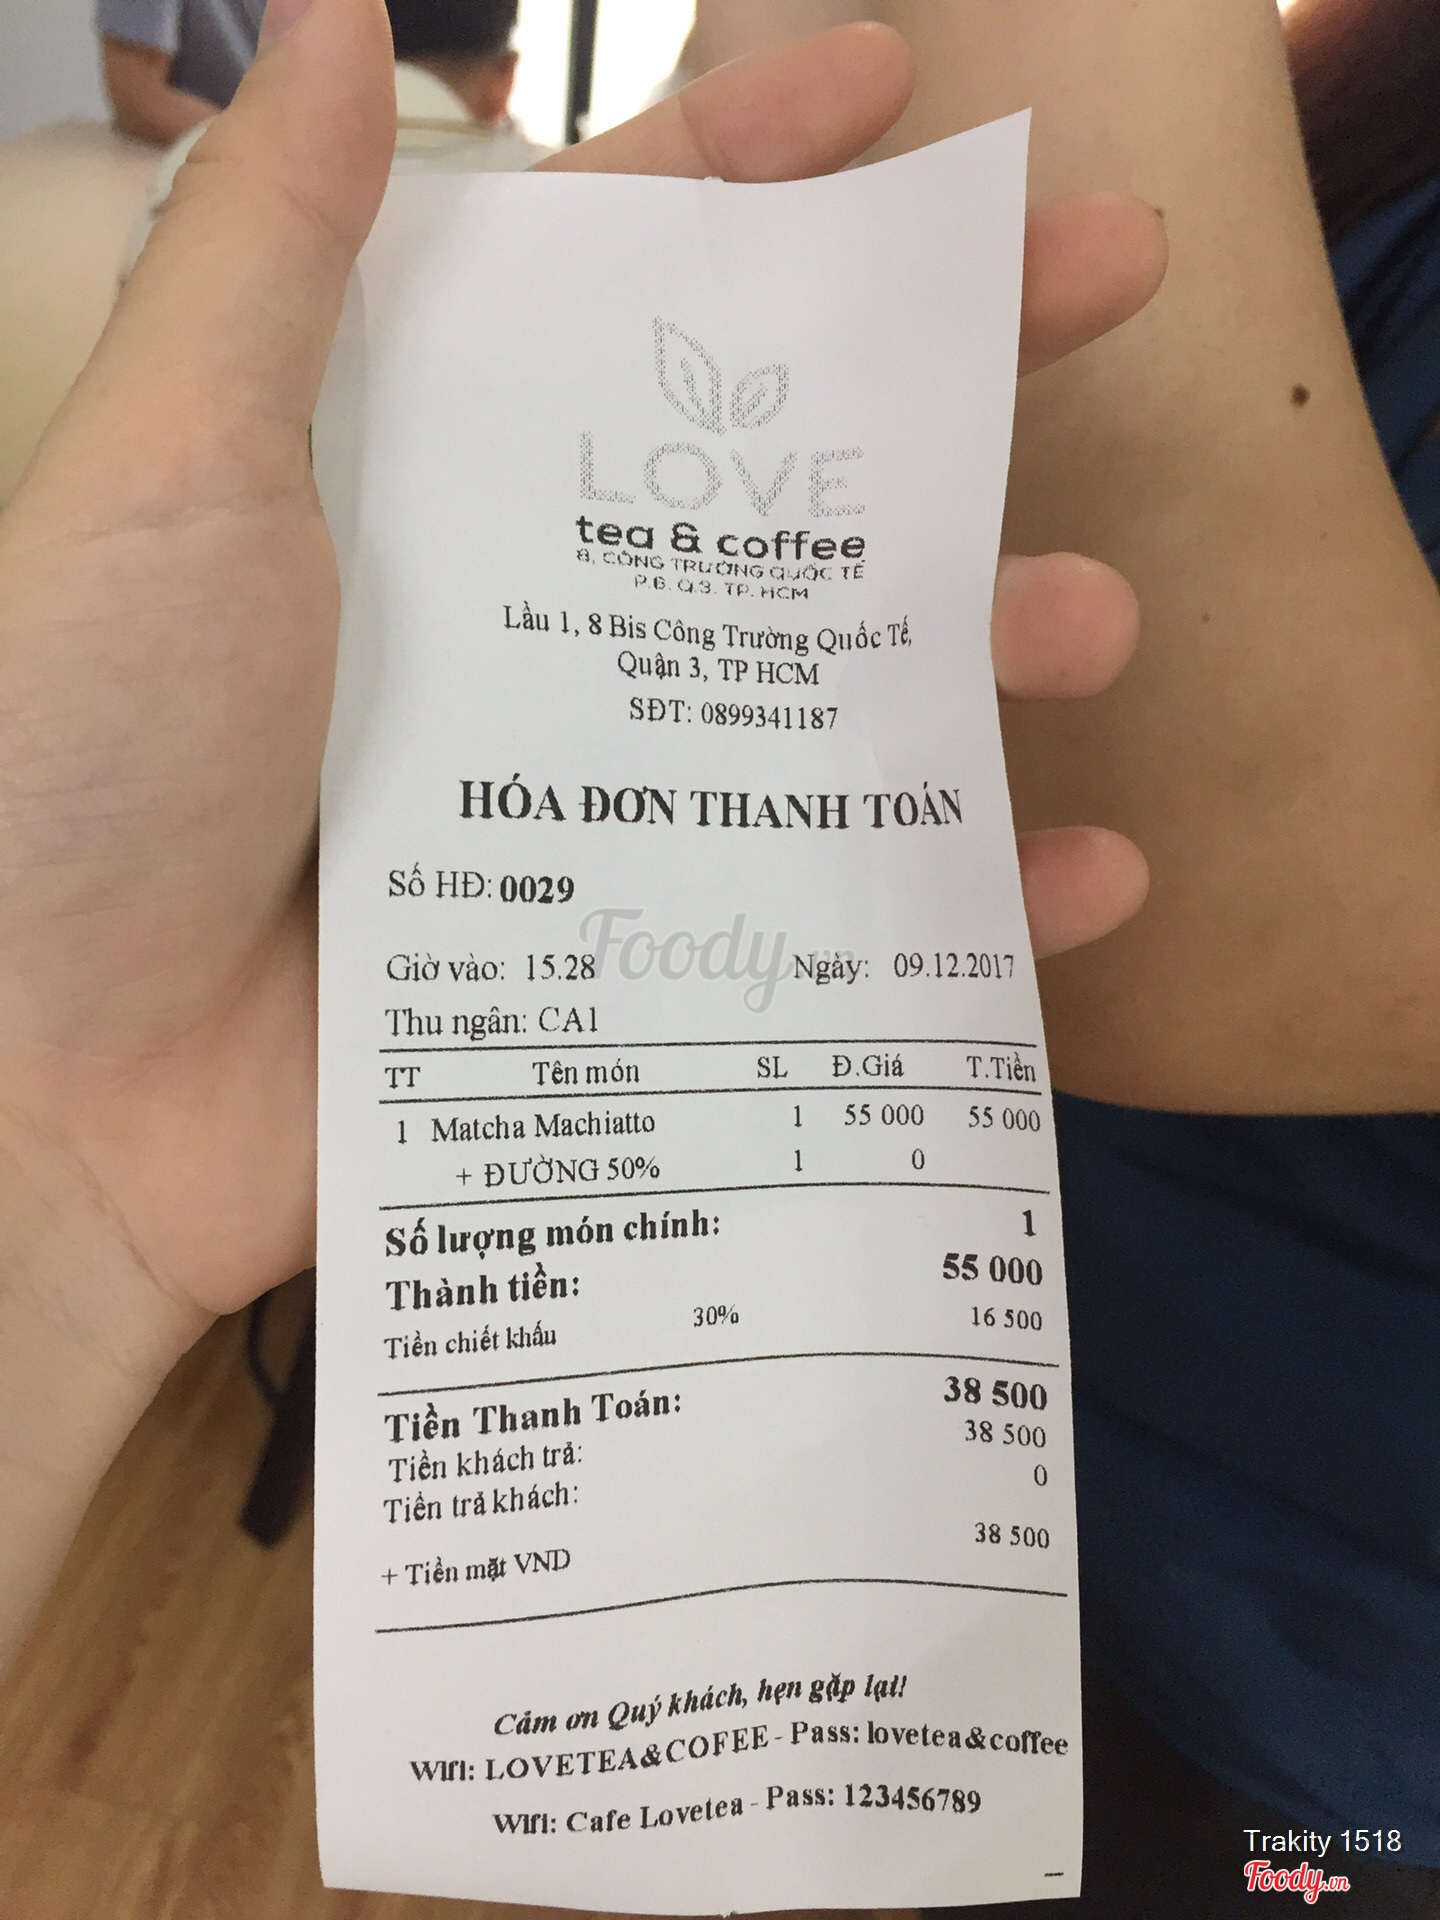 LOVE
tea & coffee
8, CÔNG TRƯỜNG QUỐC TẾ
P.6. Q.3. TP. HCM
Lầu 1, 8 Bis Công Trường Quốc Tế,
Quận 3, TP HCM
SĐT: 0899341187
HÓA ĐƠN THANH TOÁN
Số HĐ: 0029
Foody.vn
Giờ vào: 15.28 Ngày: 09.12.2017
Thu ngân: CA1
TT Tên món SL Đ.Giá T.Tiền
1 Matcha Machiatto 1 55 000 55 000
+ ĐƯỜNG 50% 1 0
Số lượng món chính: 1
Thành tiền: 55 000
Tiền chiết khấu 30% 16 500
Tiền Thanh Toán: 38 500
Tiền khách trả: 38 500
Tiền trả khách: 0
+ Tiền mặt VND 38 500
Cảm ơn Quý khách, hẹn gặp lại!
Wifi: LOVETEA&COFEE - Pass: lovetea&coffee
Wifi: Cafe Lovetea - Pass: 123456789
Trakity 1518
Foody.vn